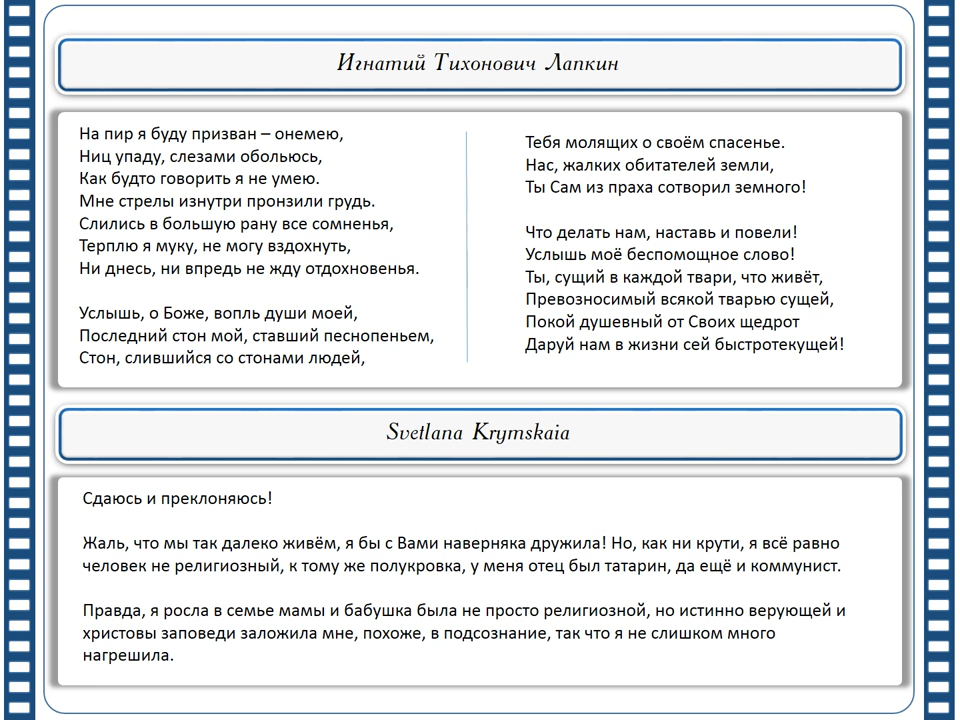 Игнатий Тихонович Лапкин
На пир я буду призван – онемею,
Ниц упаду, слезами обольюсь,
Как будто говорить я не умею.
Мне стрелы изнутри пронзили грудь.
Слились в большую рану все сомненья,
Терплю я муку, не могу вздохнуть,
Ни днесь, ни впредь не жду отдохновенья.
Услышь, о Боже, вопль души моей,
Последний стон мой, ставший песнопеньем,
Стон, слившийся со стонами людей,
Тебя молящих о своём спасенье.
Нас, жалких обитателей земли,
Ты Сам из праха сотворил земного!
Что делать нам, наставь и повели!
Услышь моё беспомощное слово!
Ты, сущий в каждой твари, что живёт,
Превозносимый всякой тварью сущей,
Покой душевный от Своих щедрот
Даруй нам в жизни сей быстротекущей!
Svetlana Krymskaia
Сдаюсь и преклоняюсь!
Жаль, что мы так далеко живём, я бы с Вами наверняка дружила! Но, как ни крути, я всё равно
человек не религиозный, к тому же полукровка, у меня отец был татарин, да ещё и коммунист.
Правда, я росла в семье мамы и бабушка была не просто религиозной, но истинно верующей и
христовы заповеди заложила мне, похоже, в подсознание, так что я не слишком много
нагрешила.